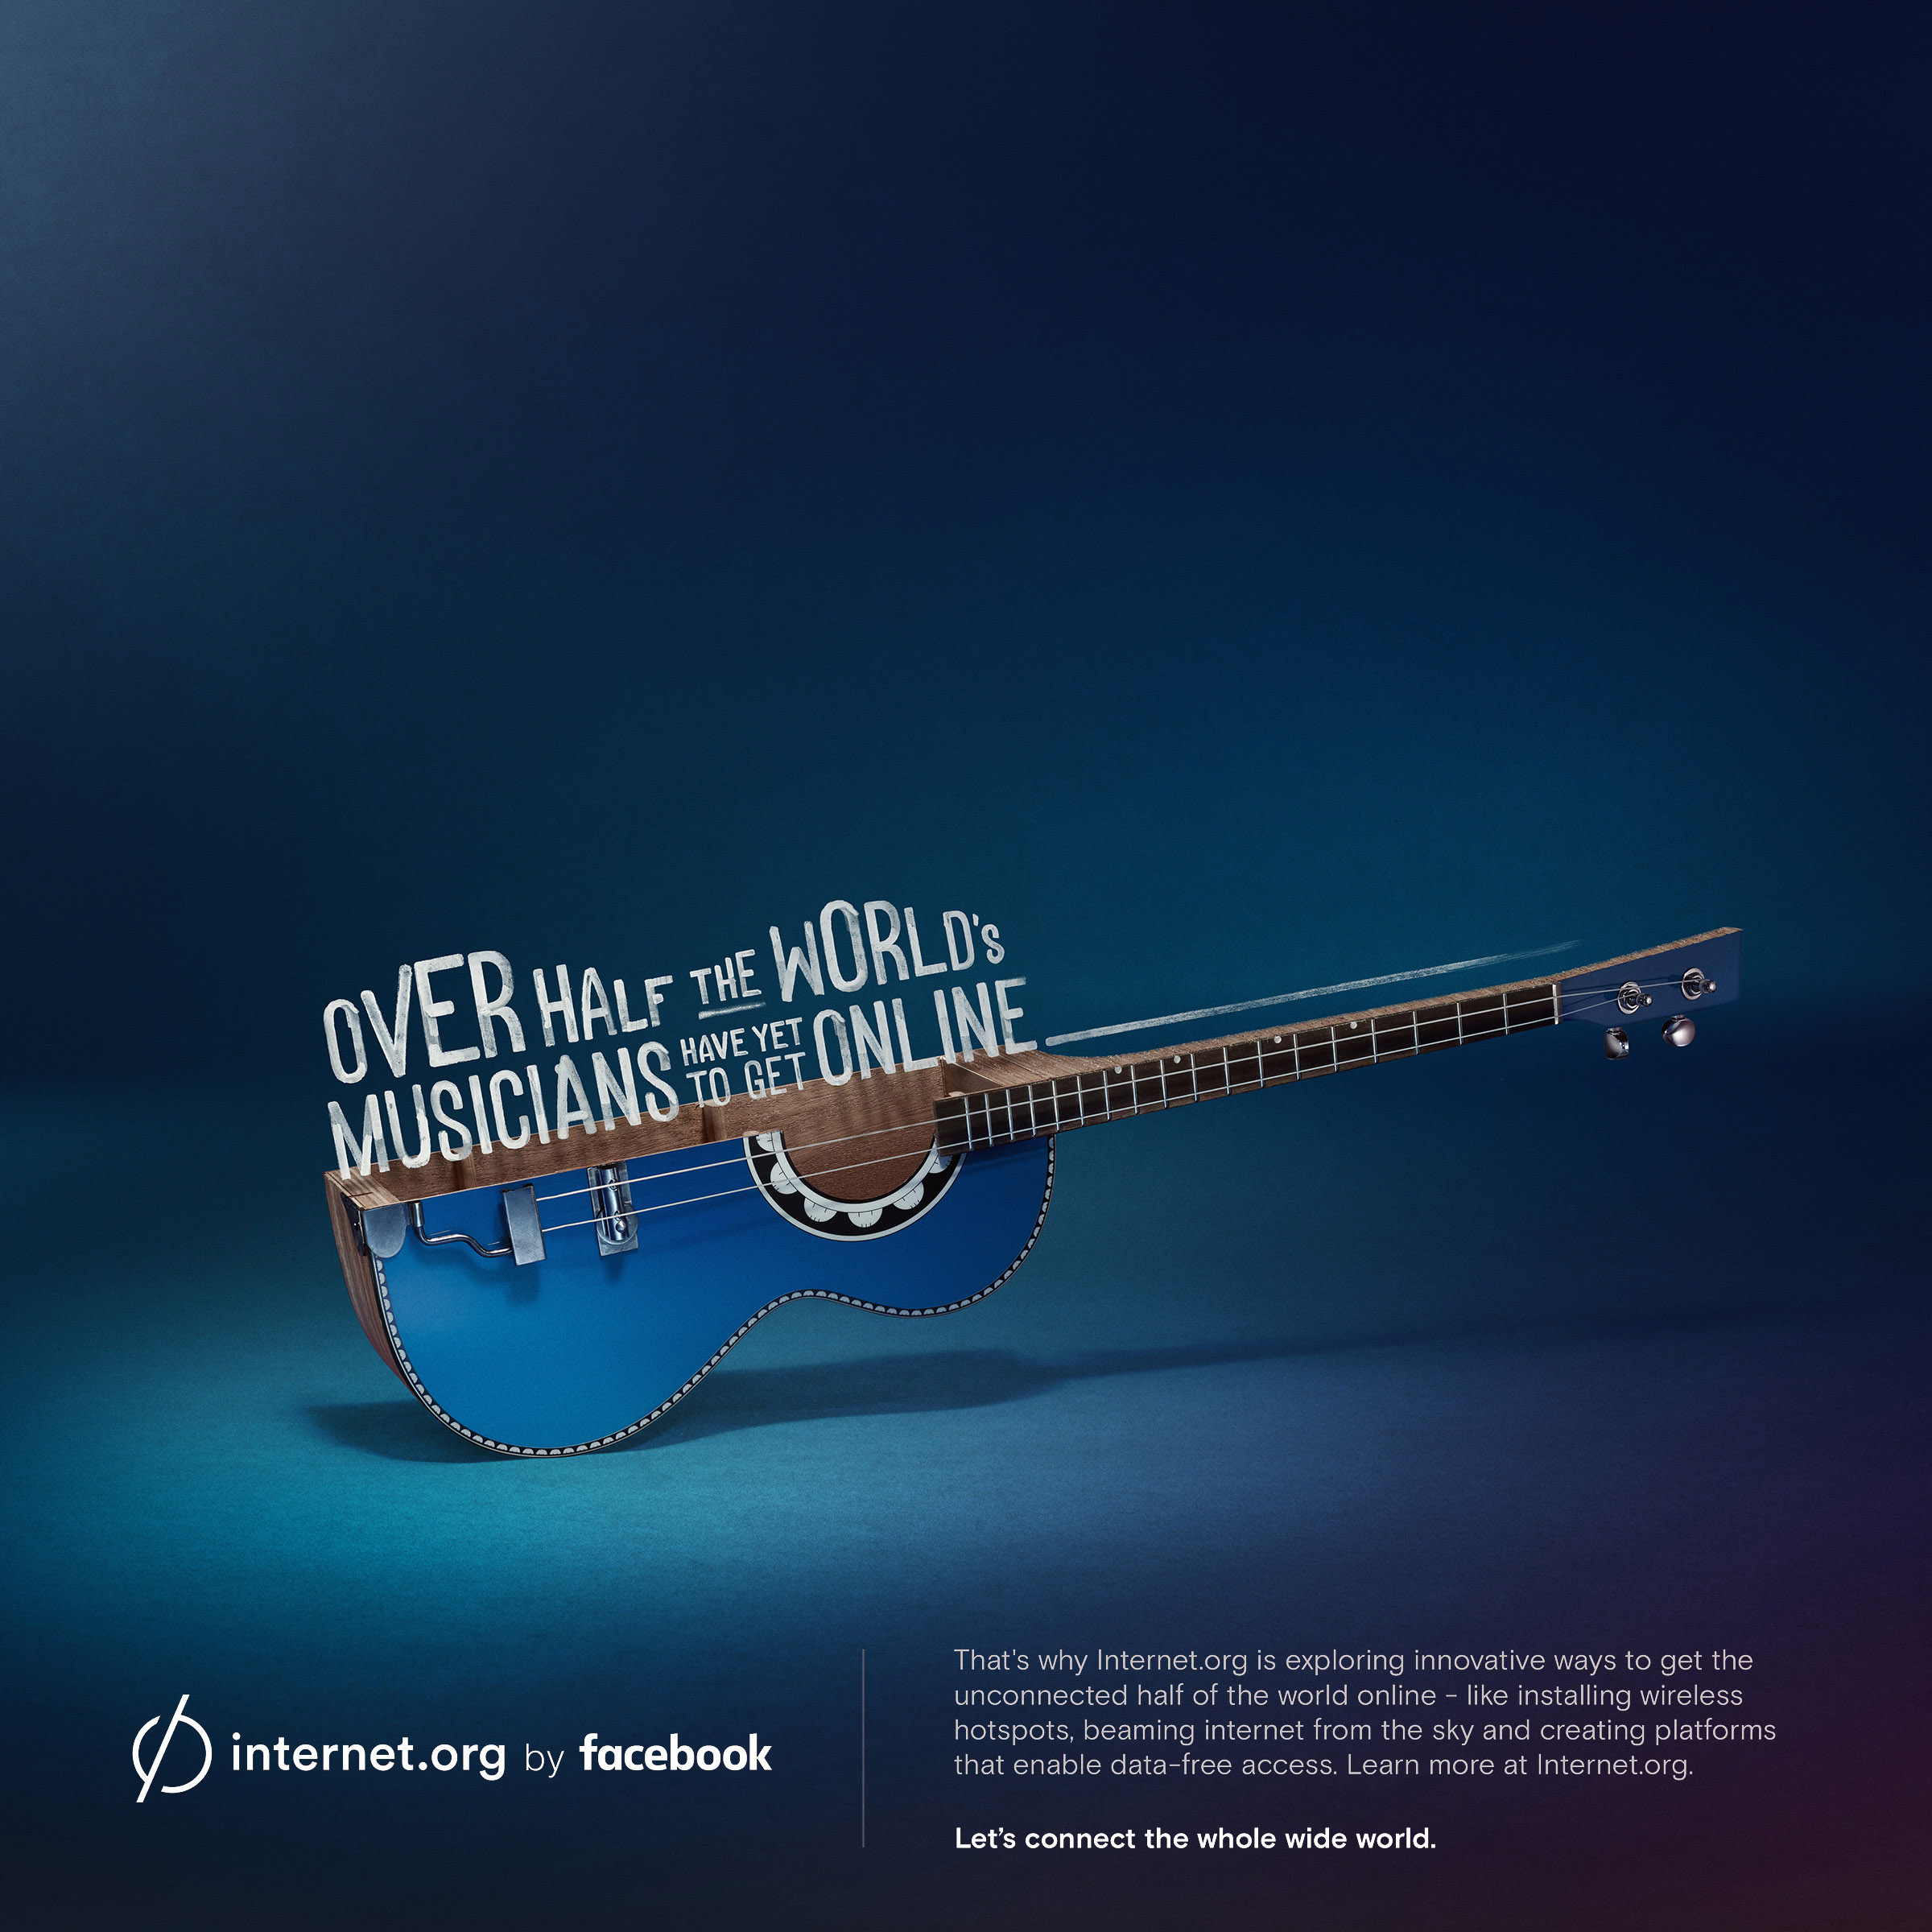 OVER HALF THE WORLD'S
MUSICIANS HAVE YET TO GET ONLINE
internet.org by facebook
That's why Internet.org is exploring innovative ways to get the
unconnected half of the world online – like installing wireless
hotspots, beaming internet from the sky and creating platforms
that enable data-free access. Learn more at Internet.org.
Let's connect the whole wide world.